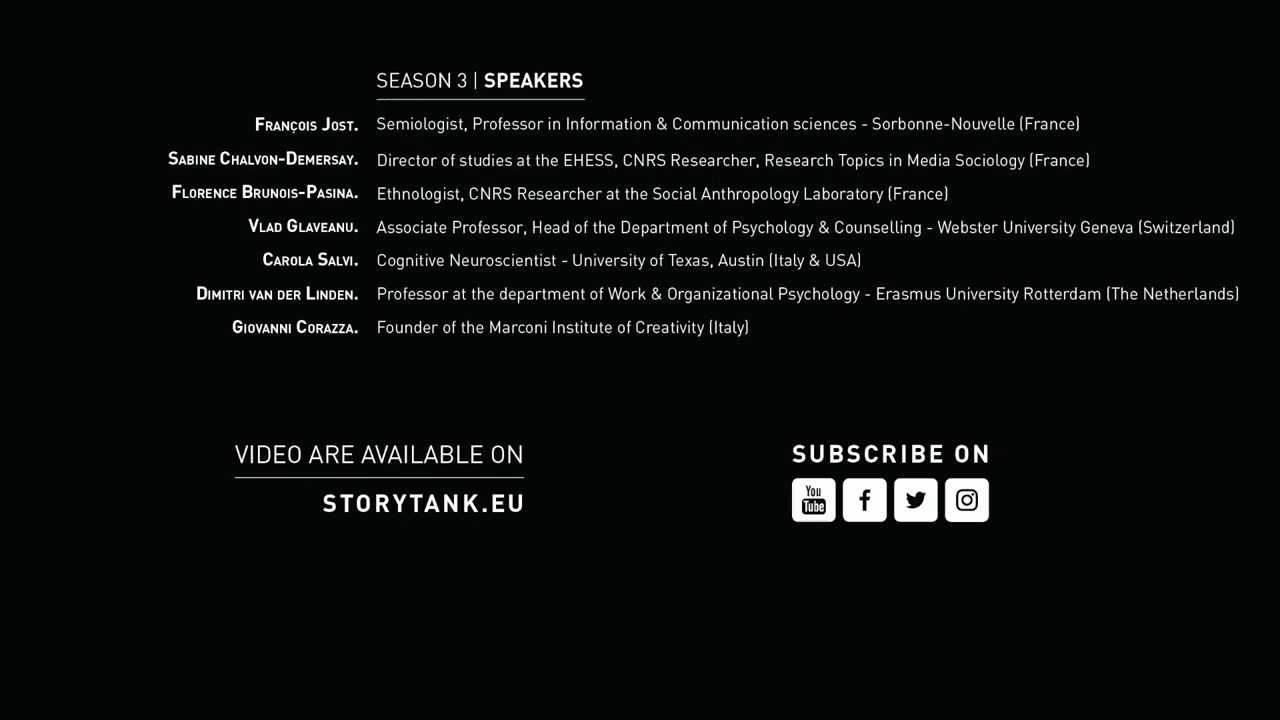 SEASON 3 | SPEAKERS
FRANÇOIS JOST. Semiologist, Professor in Information & Communication sciences - Sorbonne-Nouvelle (France)
SABINE CHALVON-DEMERSAY. Director of studies at the EHESS, CNRS Researcher, Research Topics in Media Sociology (France)
FLORENCE BRUNOIS-PASINA. Ethnologist, CNRS Researcher at the Social Anthropology Laboratory (France)
VLAD GLAVEANU. Associate Professor, Head of the Department of Psychology & Counselling - Webster University Geneva (Switzerland)
CAROLA SALVI. Cognitive Neuroscientist - University of Texas, Austin (Italy & USA)
DIMITRI VAN DER LINDEN. Professor at the department of Work & Organizational Psychology - Erasmus University Rotterdam (The Netherlands)
GIOVANNI CORAZZA. Founder of the Marconi Institute of Creativity (Italy)
VIDEO ARE AVAILABLE ON
STORYTANK.EU
SUBSCRIBE ON
You
Tube